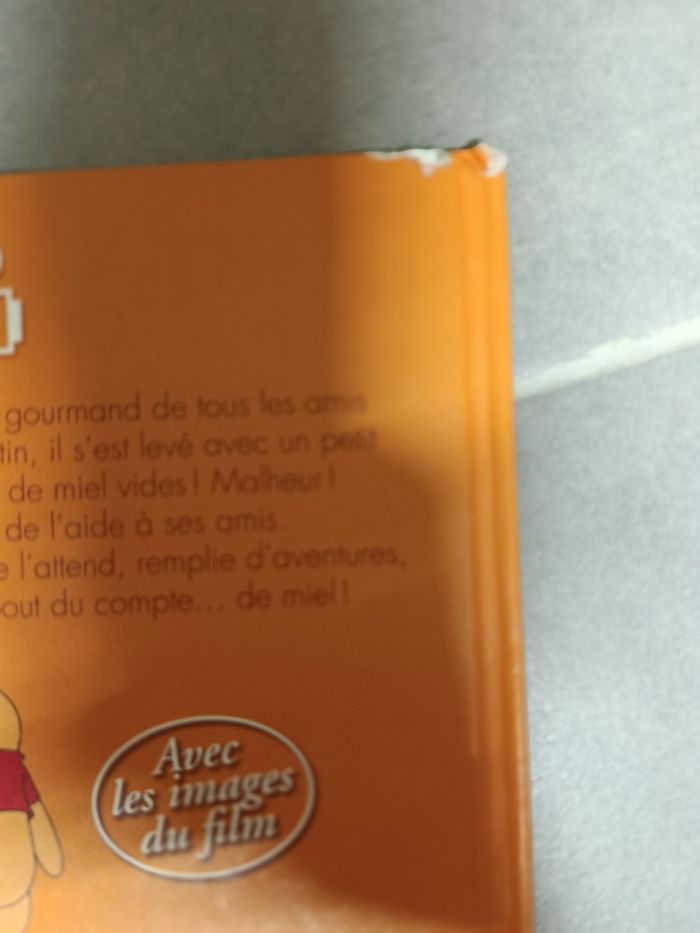 gourmand de tous les amis
tin, il s'est levé avec un petit
de miel vides ! Malheur !
de l'aide à ses amis.
e l'attend, remplie d'aventures,
out du compte... de miel !
Avec
les images
du film